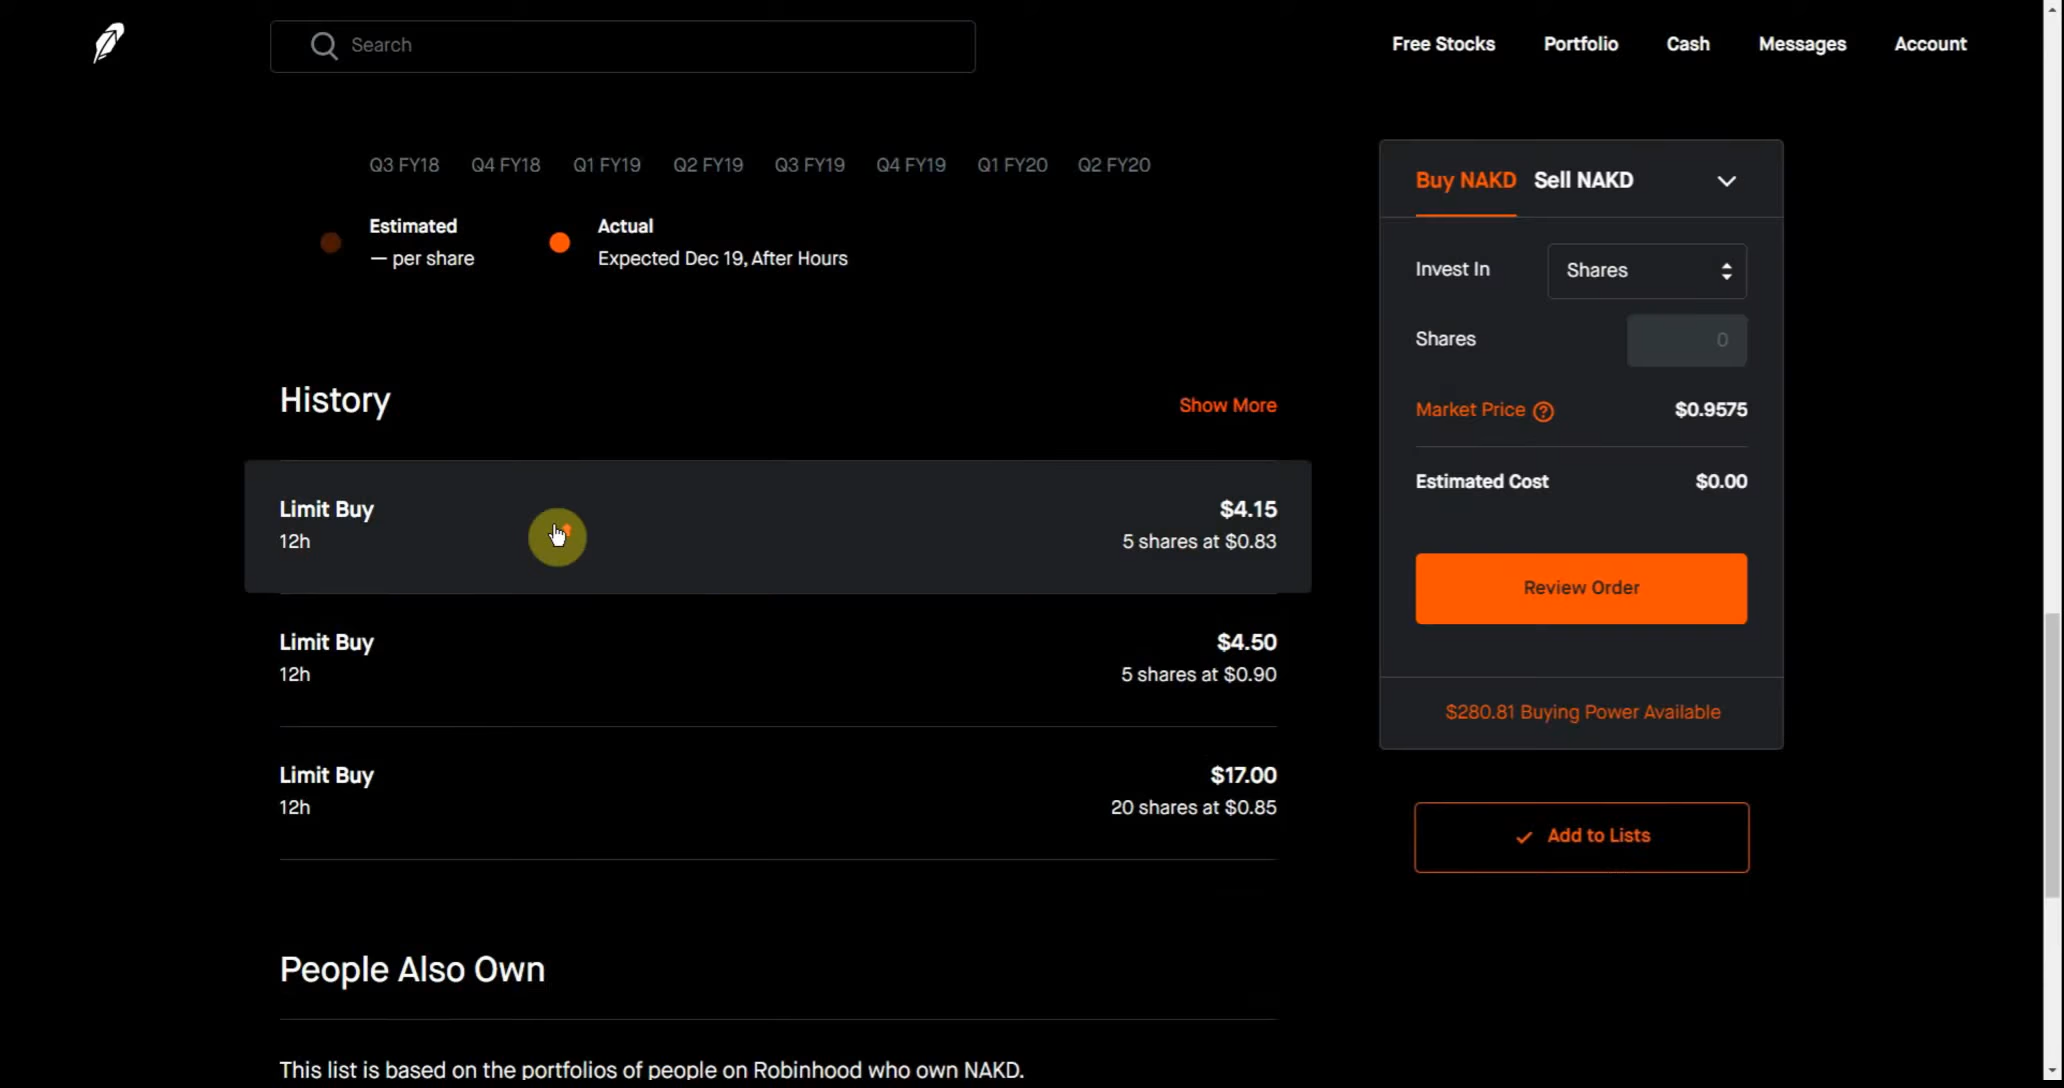 Search
Free Stocks Portfolio Cash Messages Account
Q3 FY18 Q4 FY18 Q1 FY19 Q2 FY19 Q3 FY19 Q4 FY19 Q1 FY20 Q2 FY20
Estimated
— per share
Actual
Expected Dec 19, After Hours
History
Show More
Limit Buy
12h
$4.15
5 shares at $0.83
Limit Buy
12h
$4.50
5 shares at $0.90
Limit Buy
12h
$17.00
20 shares at $0.85
People Also Own
This list is based on the portfolios of people on Robinhood who own NAKD.
Buy NAKD Sell NAKD
Invest In Shares
Shares 0
Market Price ? $0.9575
Estimated Cost $0.00
Review Order
$280.81 Buying Power Available
Add to Lists